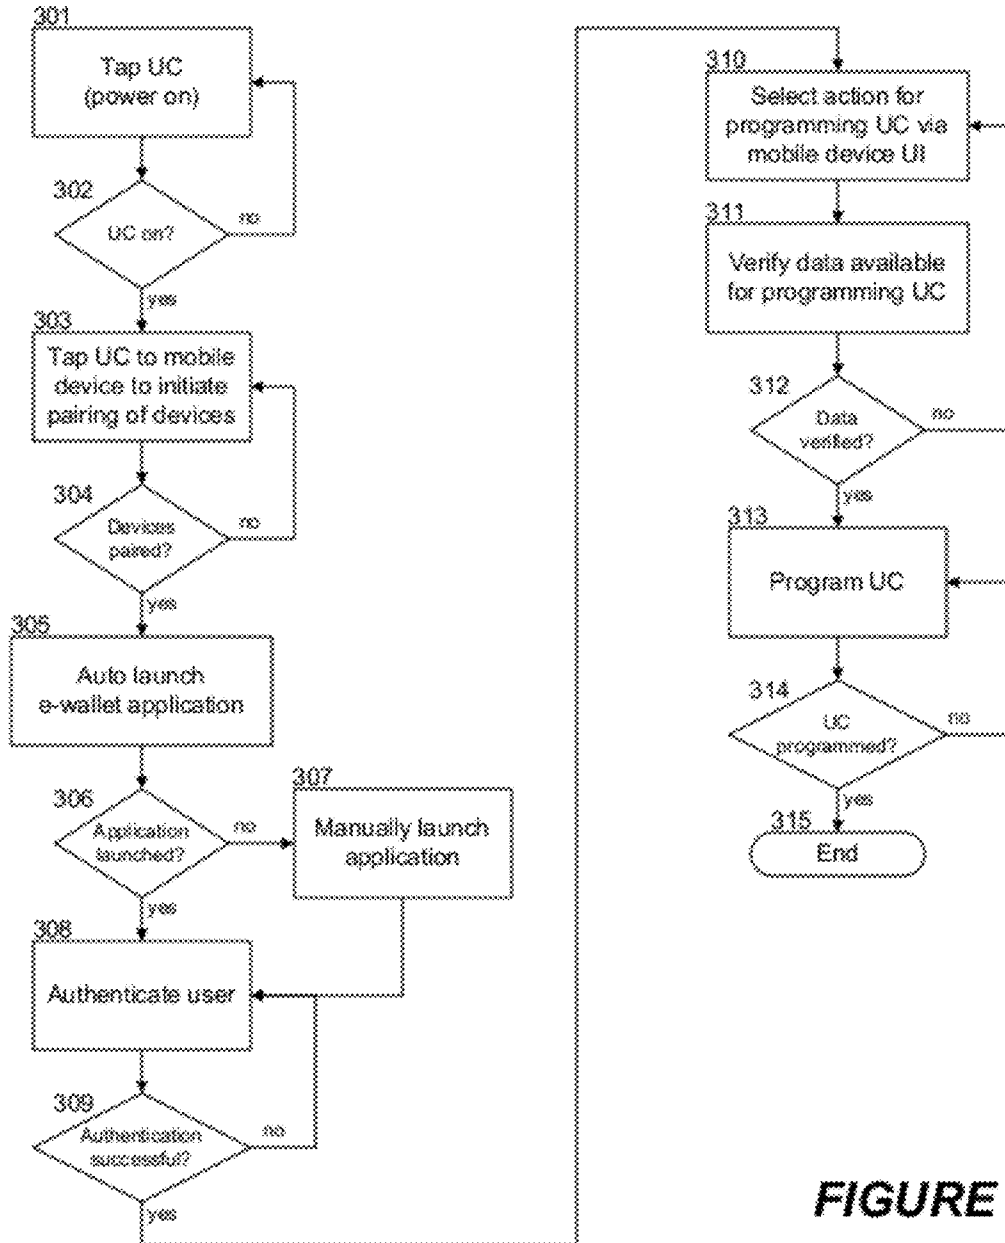 301
Tap UC
(power on)
302
UC on?
no
yes
303
Tap UC to mobile
device to initiate
pairing of devices
304
Devices
paired?
no
yes
305
Auto launch
e-wallet application
306
Application
launched?
no
yes
307
Manually launch
application
308
Authenticate user
309
Authentication
successful?
no
yes
310
Select action for
programming UC via
mobile device UI
311
Verify data available
for programming UC
312
Data
verified?
no
yes
313
Program UC
314
UC
programmed?
no
yes
315
End
FIGURE